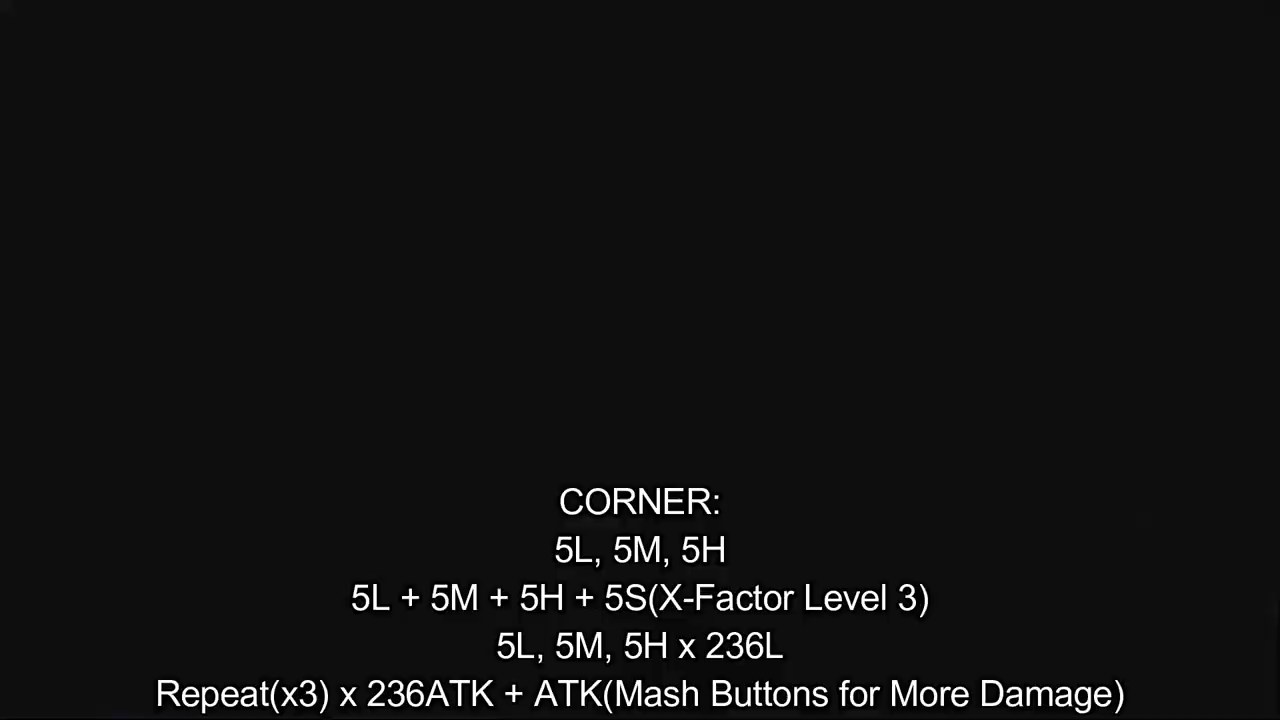 CORNER:
5L, 5M, 5H
5L + 5M + 5H + 5S(X-Factor Level 3)
5L, 5M, 5H x 236L
Repeat(x3) x 236ATK + ATK(Mash Buttons for More Damage)